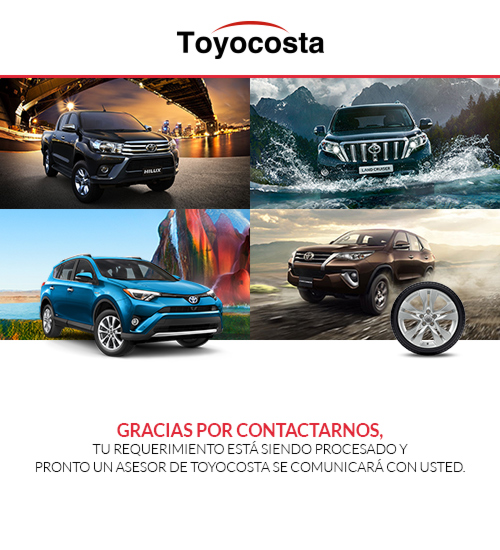 Toyocosta
HILUX
LAND CRUISER
GRACIAS POR CONTACTARNOS,
TU REQUERIMIENTO ESTÁ SIENDO PROCESADO Y
PRONTO UN ASESOR DE TOYOCOSTA SE COMUNICARÁ CON USTED.